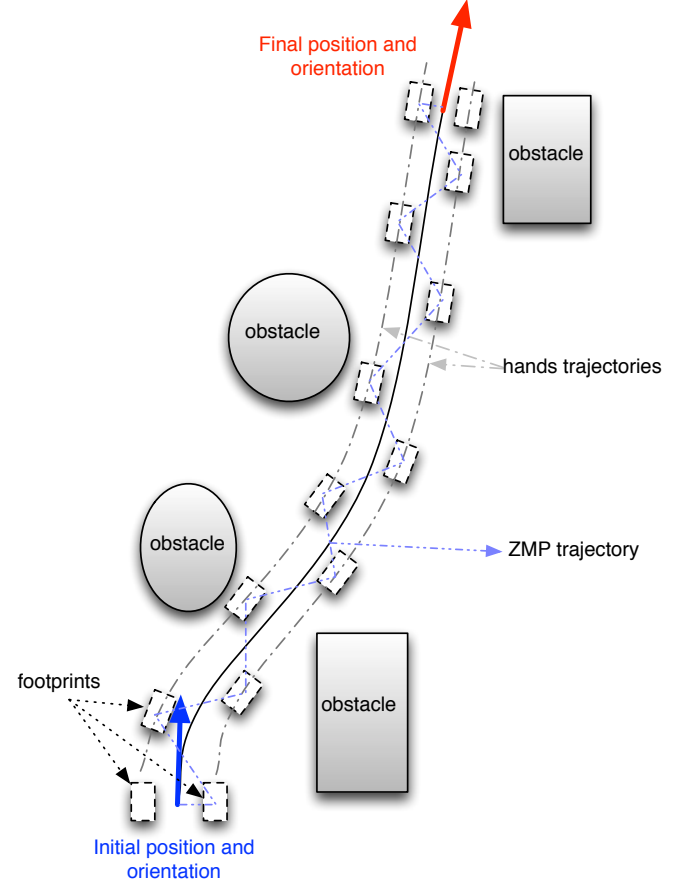 Final position and
orientation
obstacle
obstacle
hands trajectories
obstacle
ZMP trajectory
footprints
obstacle
Initial position and
orientation